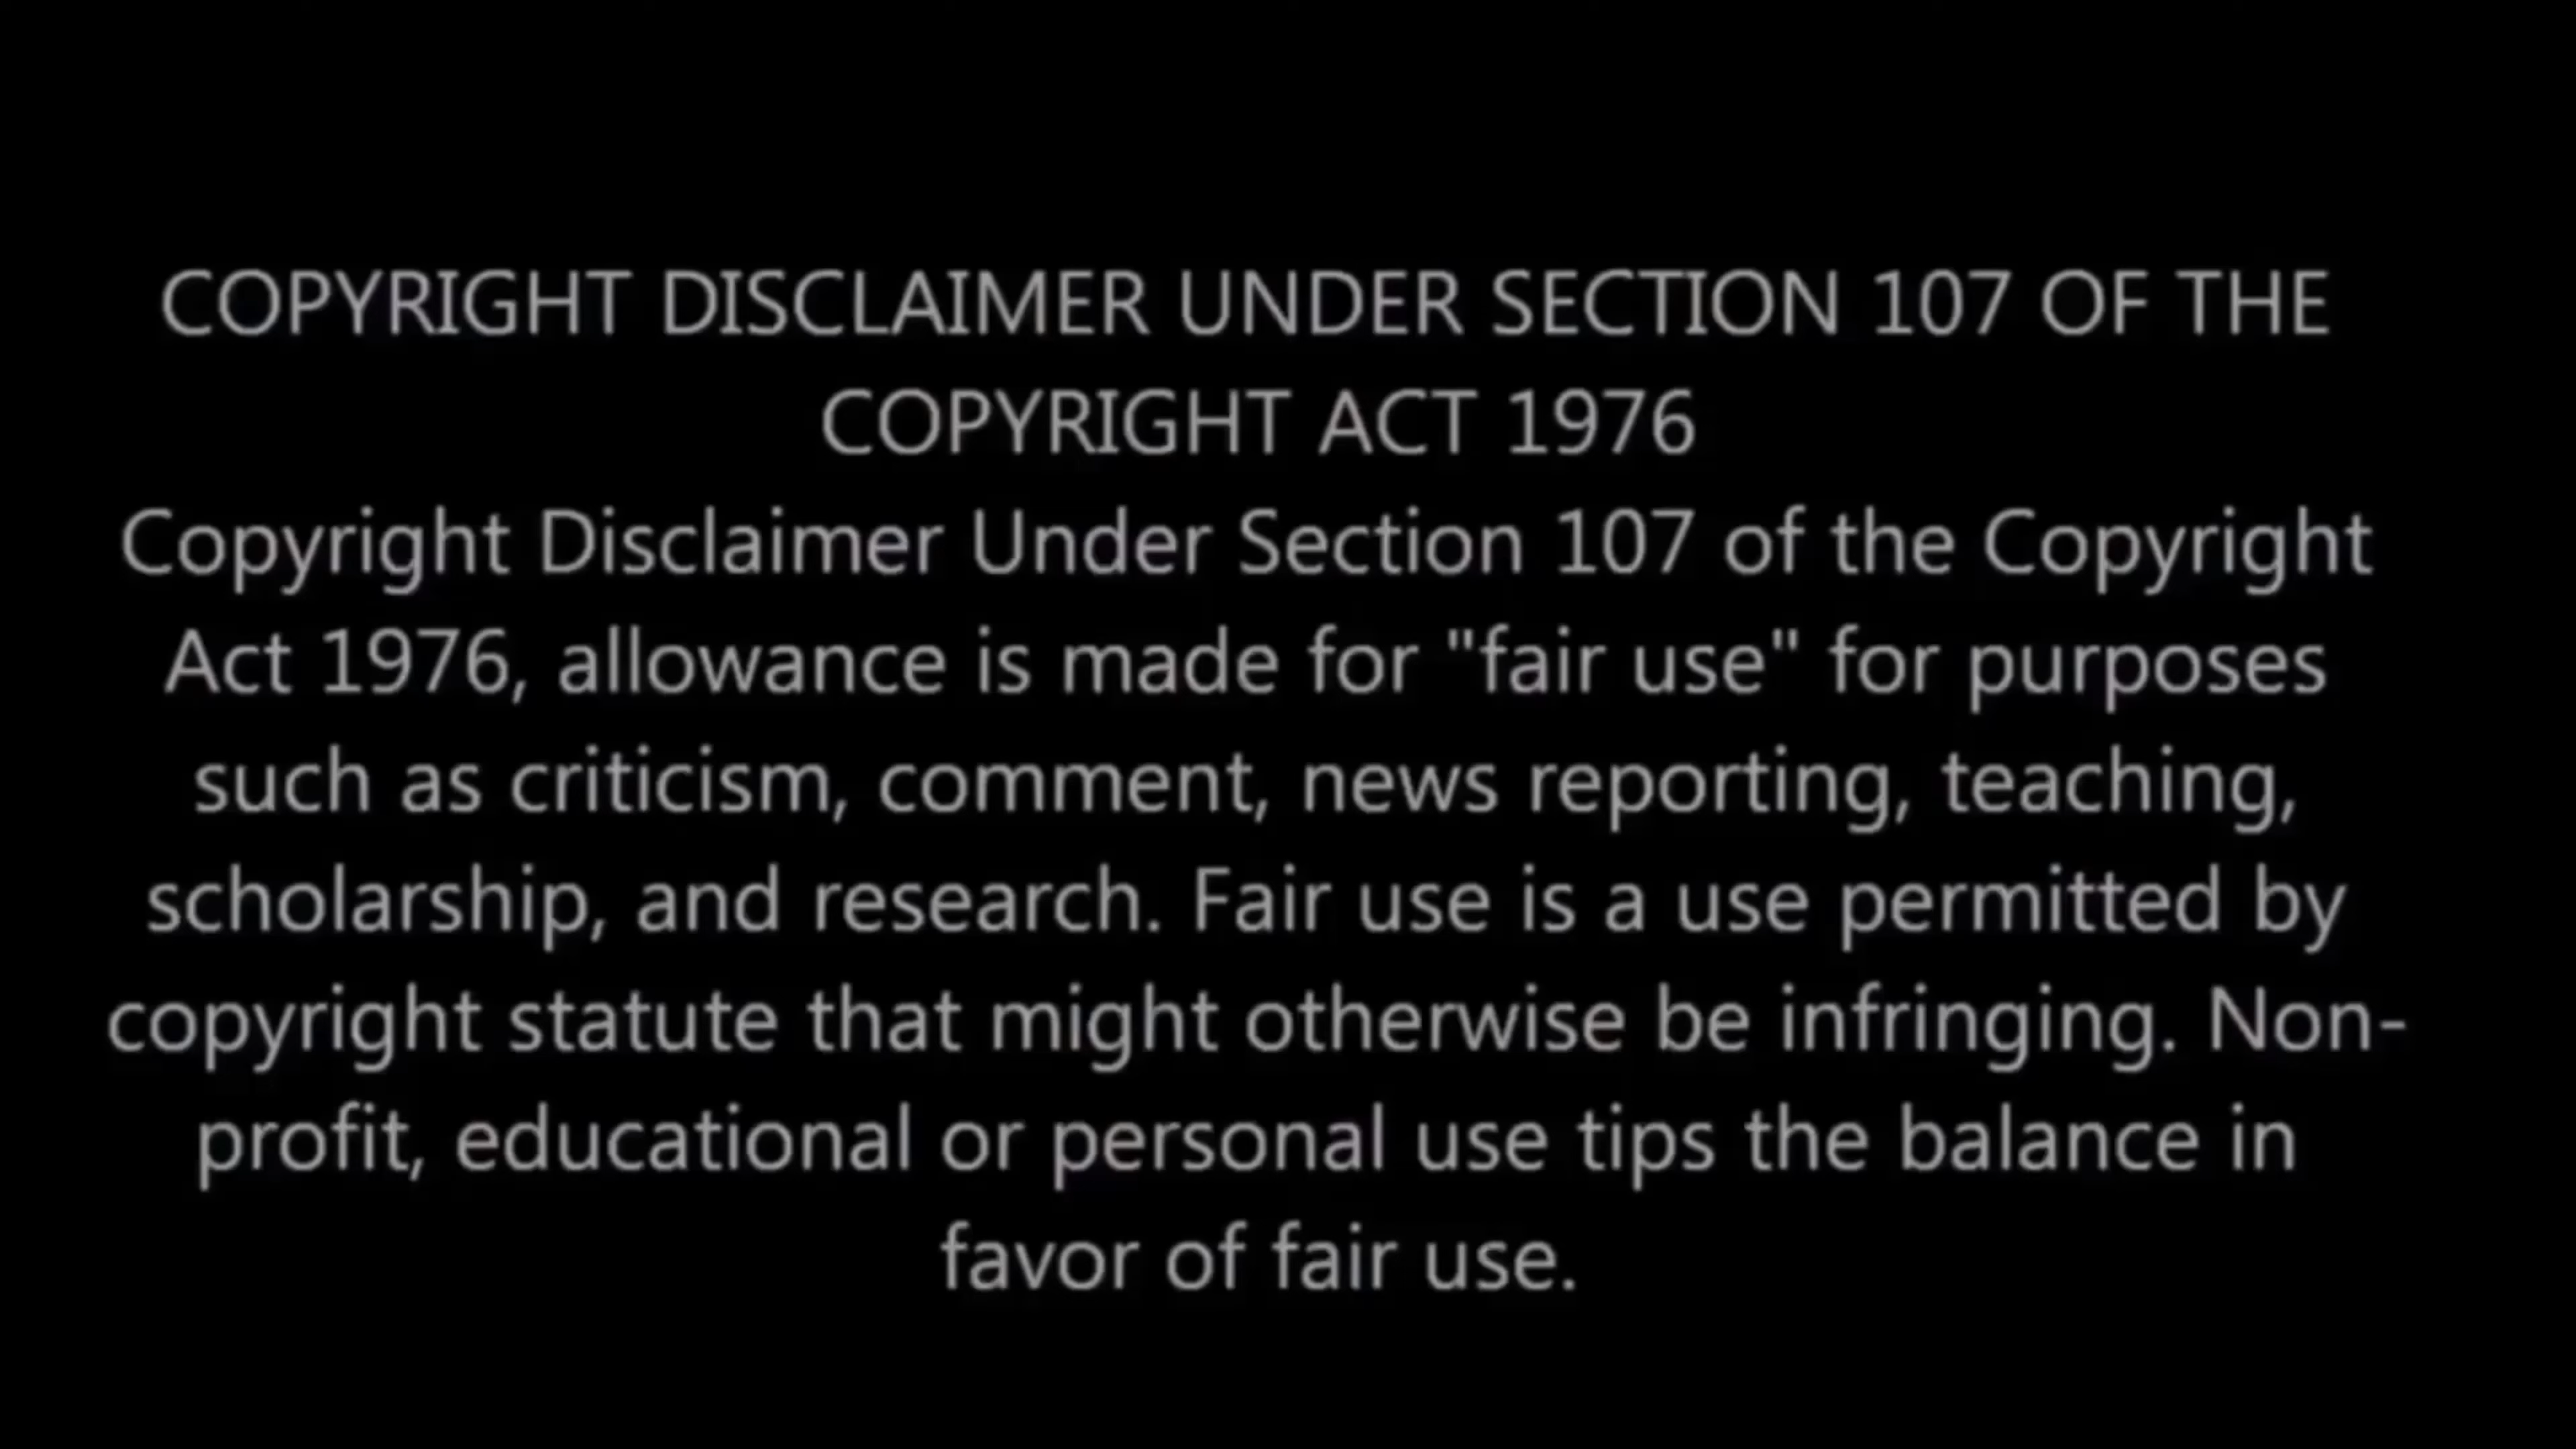 COPYRIGHT DISCLAIMER UNDER SECTION 107 OF THE
COPYRIGHT ACT 1976
Copyright Disclaimer Under Section 107 of the Copyright
Act 1976, allowance is made for "fair use" for purposes
such as criticism, comment, news reporting, teaching,
scholarship, and research. Fair use is a use permitted by
copyright statute that might otherwise be infringing. Non-
profit, educational or personal use tips the balance in
favor of fair use.